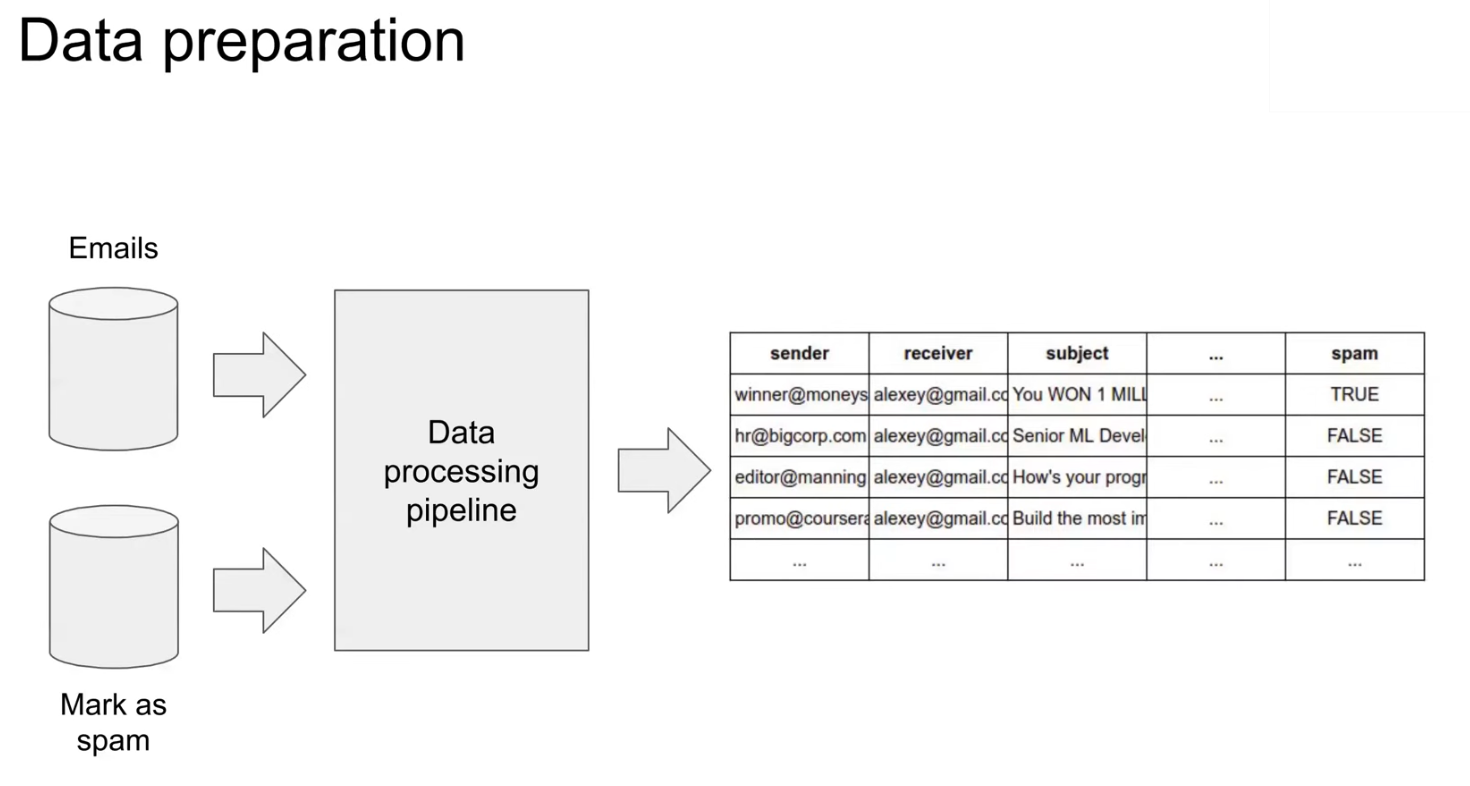 Data preparation
Emails
Mark as
spam
Data
processing
pipeline
sender receiver subject ... spam
winner@moneys alexey@gmail.cc You WON 1 MILL ... TRUE
hr@bigcorp.com alexey@gmail.cc Senior ML Devel ... FALSE
editor@manning alexey@gmail.cc How's your progr ... FALSE
promo@coursera alexey@gmail.cc Build the most im ... FALSE
... ... ... ... ...